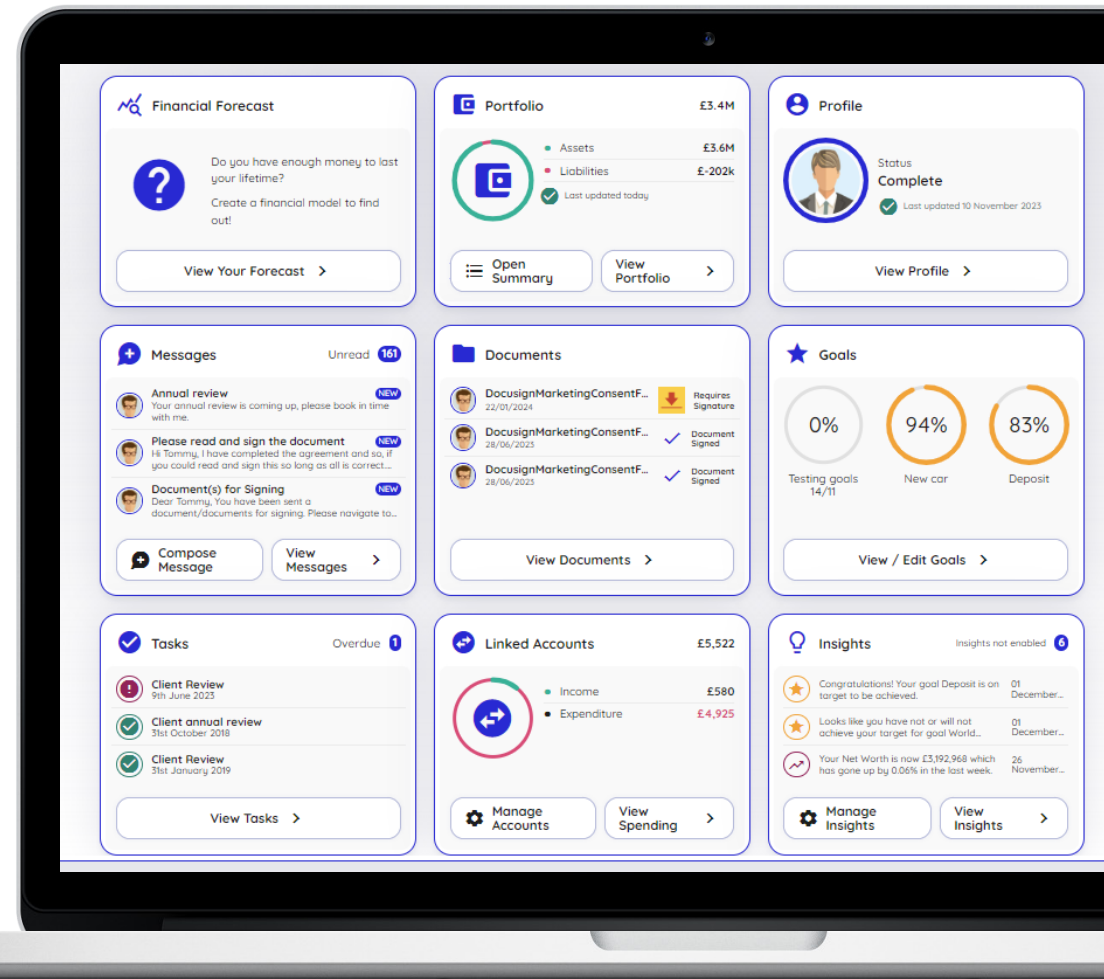 Financial Forecast
Do you have enough money to last
your lifetime?
Create a financial model to find
out!
View Your Forecast
Portfolio
£3.4M
Assets
£3.6M
Liabilities
£-202k
Last updated today
Open
Summary
View
Portfolio
Profile
Status
Complete
Last updated 10 November 2023
View Profile
Messages
Unread 161
Annual review
NEW
Your annual review is coming up, please book in time
with me.
Please read and sign the document
NEW
Hi Tommy, I have completed the agreement and so, if
you could read and sign this so long as all is correct...
Document(s) for Signing
NEW
Dear Tommy, You have been sent a
document/documents for signing. Please navigate to...
Compose
Message
View
Messages
Documents
DocusignMarketingConsentF...
22/01/2024
Requires
Signature
DocusignMarketingConsentF...
28/06/2023
Document
Signed
DocusignMarketingConsentF...
28/06/2023
Document
Signed
View Documents
Goals
0%
94%
83%
Testing goals
14/11
New car
Deposit
View / Edit Goals
Tasks
Overdue 1
Client Review
9th June 2023
Client annual review
31st October 2018
Client Review
31st January 2019
View Tasks
Linked Accounts
£5,522
Income
£580
Expenditure
£4,925
Manage
Accounts
View
Spending
Insights
Insights not enabled 6
Congratulations! Your goal Deposit is on
target to be achieved.
01
December...
Looks like you have not or will not
achieve your target for goal World...
01
December...
Your Net Worth is now £3,192,968 which
has gone up by 0.06% in the last week.
26
November...
Manage
Insights
View
Insights